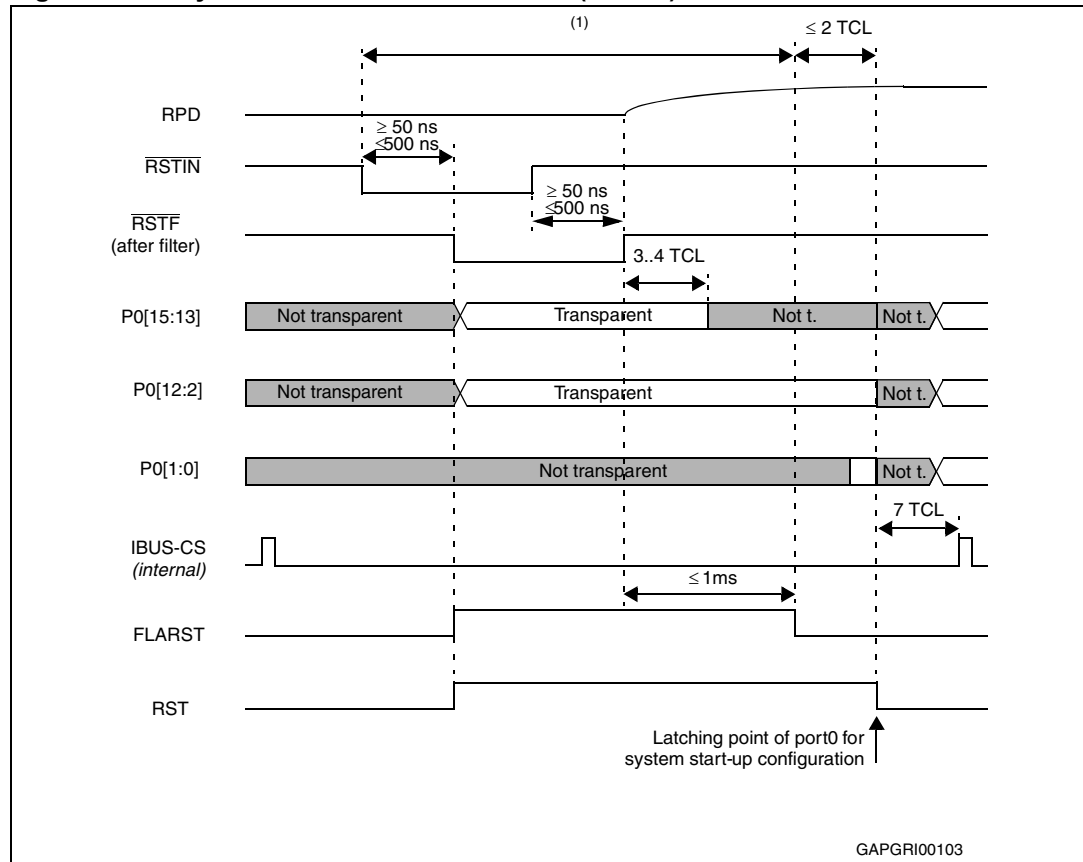 (1)
≤ 2 TCL
RPD
≥ 50 ns
≤500 ns
RSTIN
≥ 50 ns
≤500 ns
RSTF
(after filter)
3..4 TCL
P0[15:13]
Not transparent
Transparent
Not t.
Not t.
P0[12:2]
Not transparent
Transparent
Not t.
P0[1:0]
Not transparent
Not t.
7 TCL
IBUS-CS
(internal)
≤ 1ms
FLARST
RST
Latching point of port0 for
system start-up configuration
GAPGRI00103